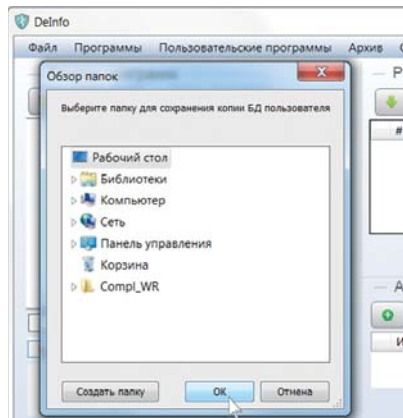 DeInfo
Файл Программы Пользовательские программы Архив
Обзор папок
Выберите папку для сохранения копии БД пользователя
#
Рабочий стол
Библиотеки
Компьютер
Сеть
Панель управления
Корзина
Compl_WR
Создать папку ОК Отмена